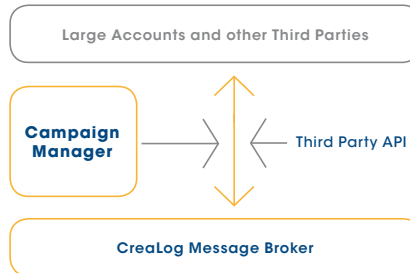 Large Accounts and other Third Parties
Campaign
Manager
Third Party API
CreaLog Message Broker